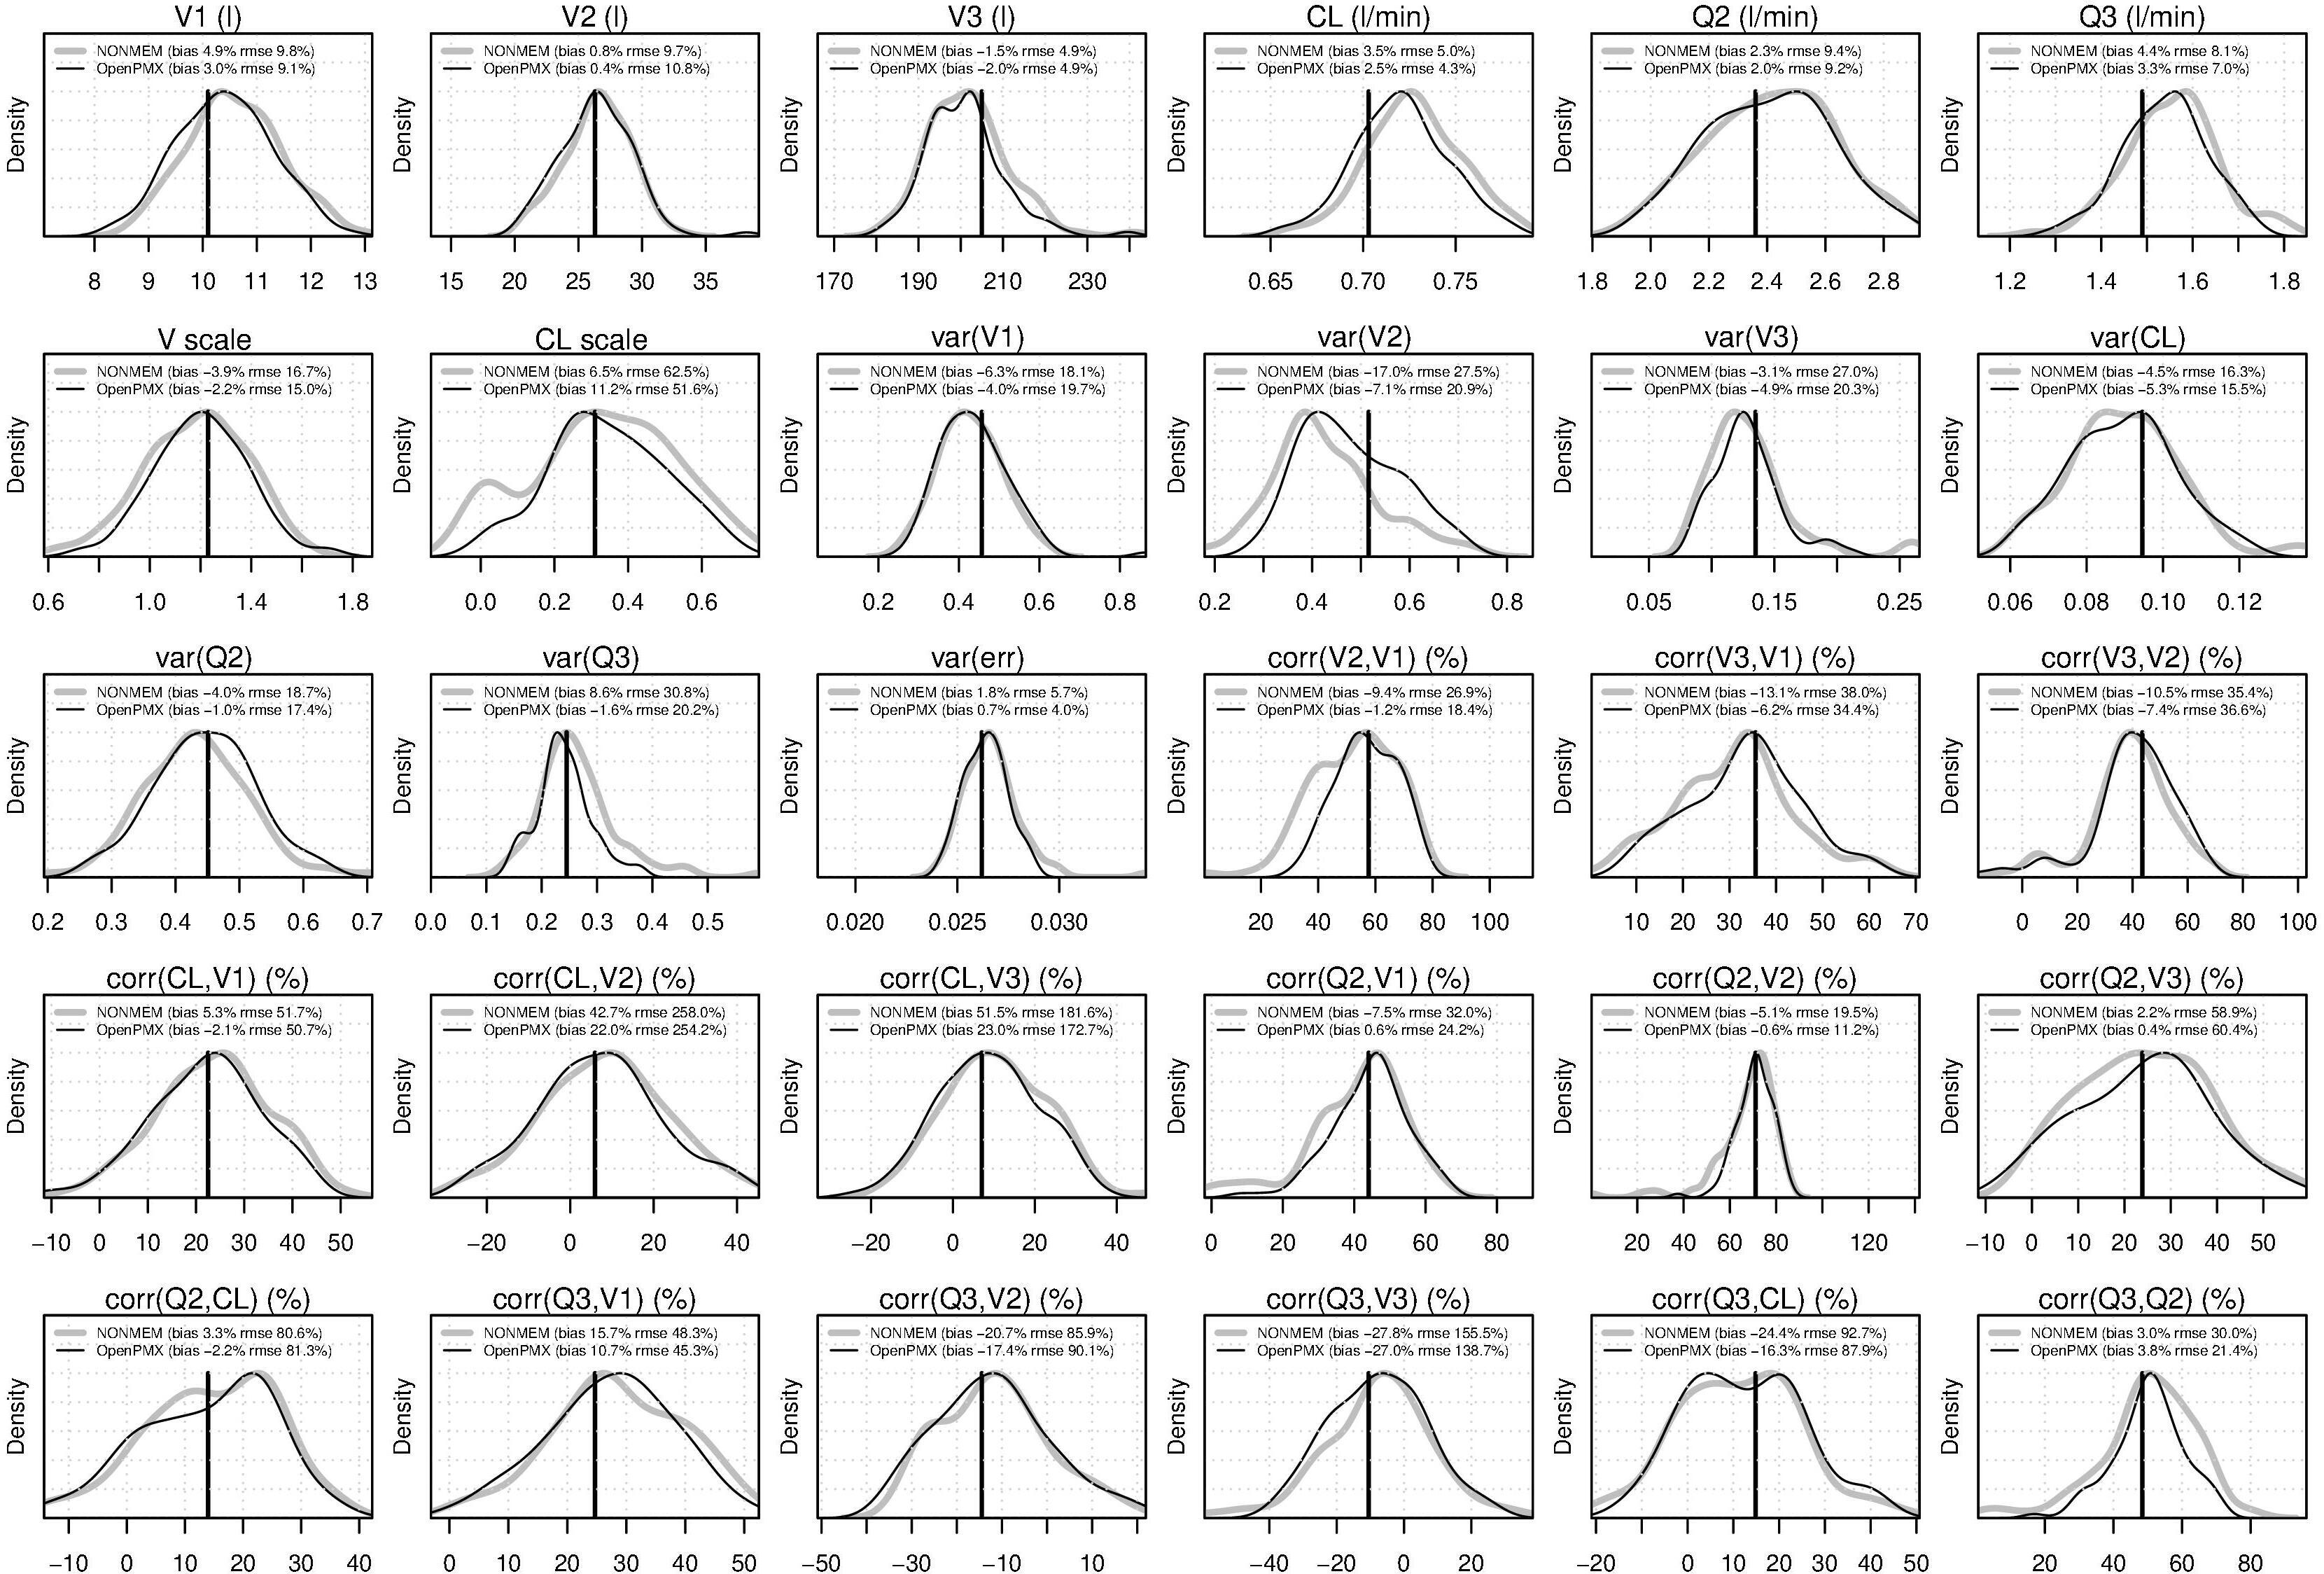 V1 (l)
NONMEM (bias 4.9% rmse 9.8%)
OpenPMX (bias 3.0% rmse 9.1%)
Density
8 9 10 11 12 13
V2 (l)
NONMEM (bias 0.8% rmse 9.7%)
OpenPMX (bias 0.4% rmse 10.8%)
Density
15 20 25 30 35
V3 (l)
NONMEM (bias −1.5% rmse 4.9%)
OpenPMX (bias −2.0% rmse 4.9%)
Density
170 190 210 230
CL (l/min)
NONMEM (bias 3.5% rmse 5.0%)
OpenPMX (bias 2.5% rmse 4.3%)
Density
0.65 0.70 0.75
Q2 (l/min)
NONMEM (bias 2.3% rmse 9.4%)
OpenPMX (bias 2.0% rmse 9.2%)
Density
1.8 2.0 2.2 2.4 2.6 2.8
Q3 (l/min)
NONMEM (bias 4.4% rmse 8.1%)
OpenPMX (bias 3.3% rmse 7.0%)
Density
1.2 1.4 1.6 1.8
V scale
NONMEM (bias −3.9% rmse 16.7%)
OpenPMX (bias −2.2% rmse 15.0%)
Density
0.6 1.0 1.4 1.8
CL scale
NONMEM (bias 6.5% rmse 62.5%)
OpenPMX (bias 11.2% rmse 51.6%)
Density
0.0 0.2 0.4 0.6
var(V1)
NONMEM (bias −6.3% rmse 18.1%)
OpenPMX (bias −4.0% rmse 19.7%)
Density
0.2 0.4 0.6 0.8
var(V2)
NONMEM (bias −17.0% rmse 27.5%)
OpenPMX (bias −7.1% rmse 20.9%)
Density
0.2 0.4 0.6 0.8
var(V3)
NONMEM (bias −3.1% rmse 27.0%)
OpenPMX (bias −4.9% rmse 20.3%)
Density
0.05 0.15 0.25
var(CL)
NONMEM (bias −4.5% rmse 16.3%)
OpenPMX (bias −5.3% rmse 15.5%)
Density
0.06 0.08 0.10 0.12
var(Q2)
NONMEM (bias −4.0% rmse 18.7%)
OpenPMX (bias −1.0% rmse 17.4%)
Density
0.2 0.3 0.4 0.5 0.6 0.7
var(Q3)
NONMEM (bias 8.6% rmse 30.8%)
OpenPMX (bias −1.6% rmse 20.2%)
Density
0.0 0.1 0.2 0.3 0.4 0.5
var(err)
NONMEM (bias 1.8% rmse 5.7%)
OpenPMX (bias 0.7% rmse 4.0%)
Density
0.020 0.026 0.030
corr(V2,V1) (%)
NONMEM (bias −9.4% rmse 26.9%)
OpenPMX (bias −1.2% rmse 18.4%)
Density
20 40 60 80 100
corr(V3,V1) (%)
NONMEM (bias −13.1% rmse 38.0%)
OpenPMX (bias −6.2% rmse 34.4%)
Density
10 20 30 40 50 60 70
corr(V3,V2) (%)
NONMEM (bias −10.5% rmse 35.4%)
OpenPMX (bias −7.4% rmse 36.6%)
Density
0 20 40 60 80 100
corr(CL,V1) (%)
NONMEM (bias 5.3% rmse 51.7%)
OpenPMX (bias −2.1% rmse 50.7%)
Density
−10 0 10 20 30 40 50
corr(CL,V2) (%)
NONMEM (bias 42.7% rmse 258.0%)
OpenPMX (bias 22.0% rmse 254.2%)
Density
−20 0 20 40
corr(CL,V3) (%)
NONMEM (bias 51.5% rmse 181.6%)
OpenPMX (bias 23.0% rmse 172.7%)
Density
−20 0 20 40
corr(Q2,V1) (%)
NONMEM (bias −7.5% rmse 32.0%)
OpenPMX (bias 0.6% rmse 24.2%)
Density
0 20 40 60 80
corr(Q2,V2) (%)
NONMEM (bias −5.1% rmse 19.5%)
OpenPMX (bias −0.6% rmse 11.2%)
Density
20 40 60 80 120
corr(Q2,V3) (%)
NONMEM (bias 2.2% rmse 58.9%)
OpenPMX (bias 0.4% rmse 60.4%)
Density
−10 0 10 20 30 40 50
corr(Q2,CL) (%)
NONMEM (bias 3.3% rmse 80.6%)
OpenPMX (bias −2.2% rmse 81.3%)
Density
−10 0 10 20 30 40
corr(Q3,V1) (%)
NONMEM (bias 15.7% rmse 48.3%)
OpenPMX (bias 10.7% rmse 45.3%)
Density
0 10 20 30 40 50
corr(Q3,V2) (%)
NONMEM (bias −20.7% rmse 85.9%)
OpenPMX (bias −17.4% rmse 90.1%)
Density
−50 −30 −10 10
corr(Q3,V3) (%)
NONMEM (bias −27.8% rmse 155.5%)
OpenPMX (bias −27.0% rmse 138.7%)
Density
−40 −20 0 20
corr(Q3,CL) (%)
NONMEM (bias −24.4% rmse 92.7%)
OpenPMX (bias −16.3% rmse 87.9%)
Density
−20 0 10 20 30 40 50
corr(Q3,Q2) (%)
NONMEM (bias 3.0% rmse 30.0%)
OpenPMX (bias 3.8% rmse 21.4%)
Density
20 40 60 80